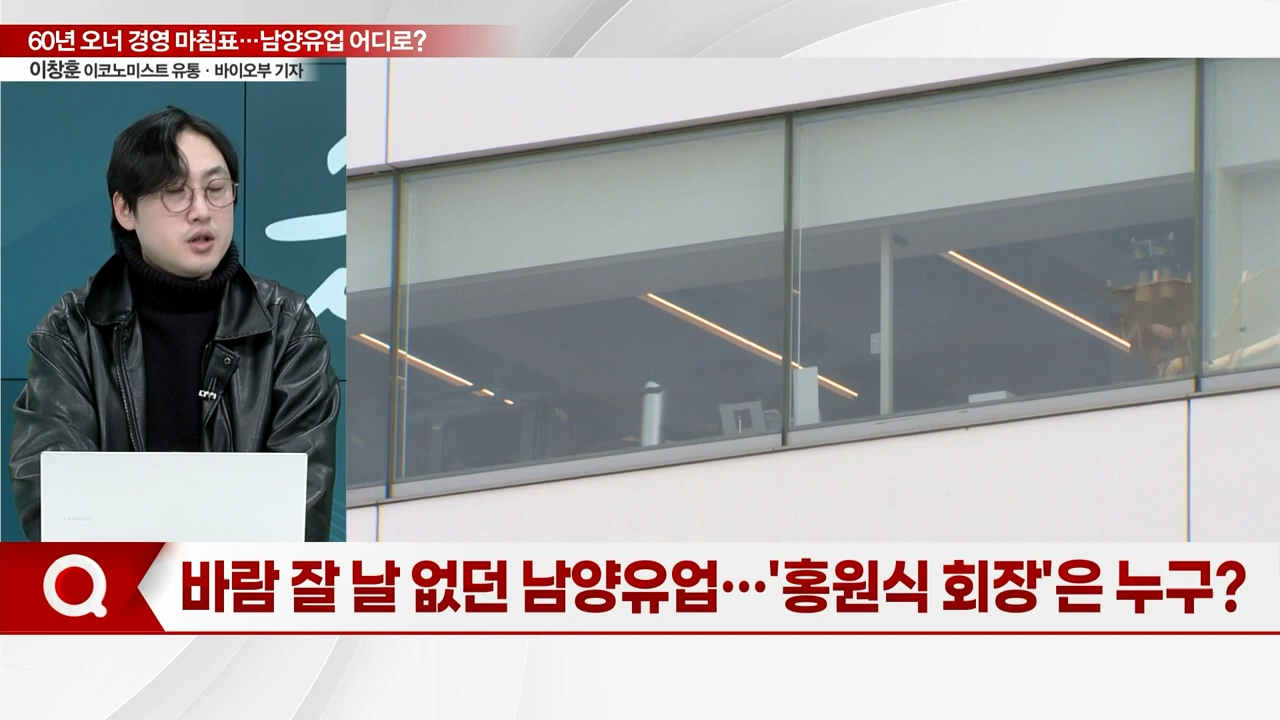 60년 오너 경영 마침표…남양유업 어디로?
이창훈 이코노미스트 유통·바이오부 기자
Q 바람 잘 날 없던 남양유업…'홍원식 회장'은 누구?